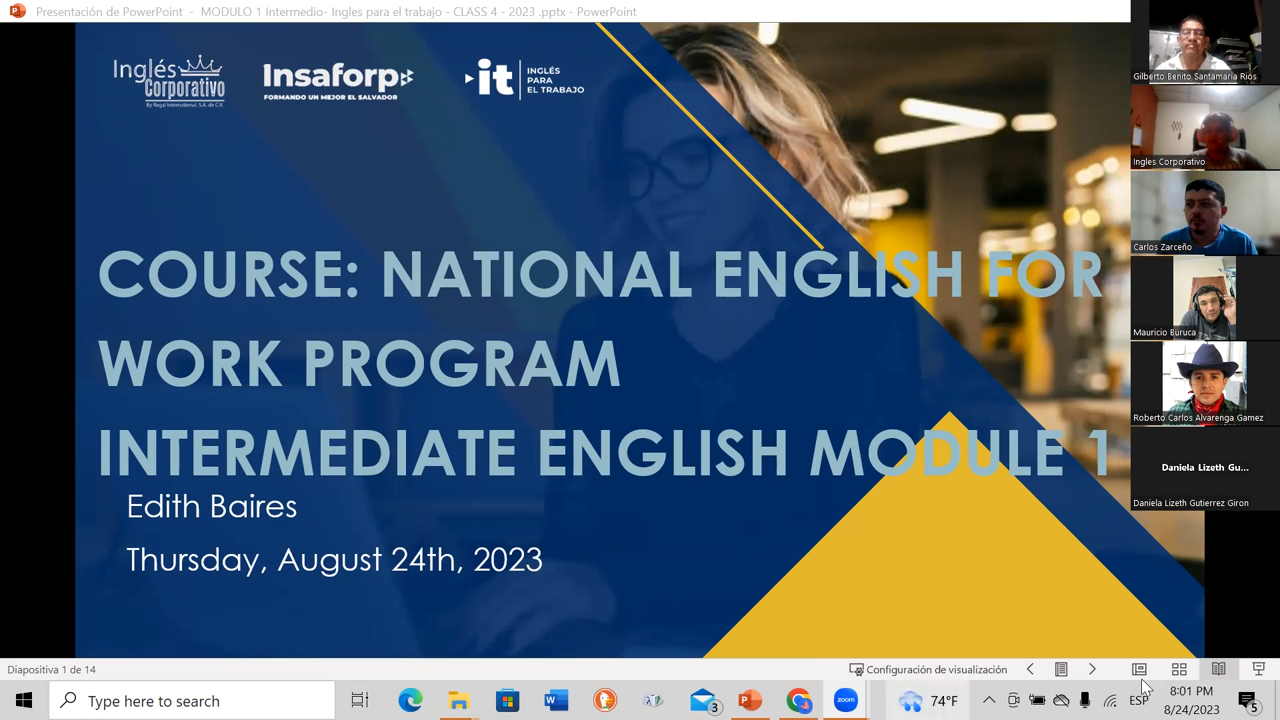 Presentación de PowerPoint - MODULO 1 Intermedio- Ingles para el trabajo - CLASS 4 - 2023 .pptx - PowerPoint
Inglés
Corporativo
By Regal International, S.A. de C.V.
Insaforp
FORMANDO UN MEJOR EL SALVADOR
it
INGLÉS
PARA
EL TRABAJO
COURSE: NATIONAL ENGLISH FOR
WORK PROGRAM
INTERMEDIATE ENGLISH MODULE 1
Edith Baires
Thursday, August 24th, 2023
Gilberto Benito Santamaria Rios
Ingles Corporativo
Carlos Zarceño
Mauricio Buruca
Roberto Carlos Alvarenga Gamez
Daniela Lizeth Gu...
Daniela Lizeth Gutierrez Giron
Diapositiva 1 de 14
Configuración de visualización
Type here to search
W
3
P
zoom
74°F
ESP
8:01 PM
8/24/2023
5